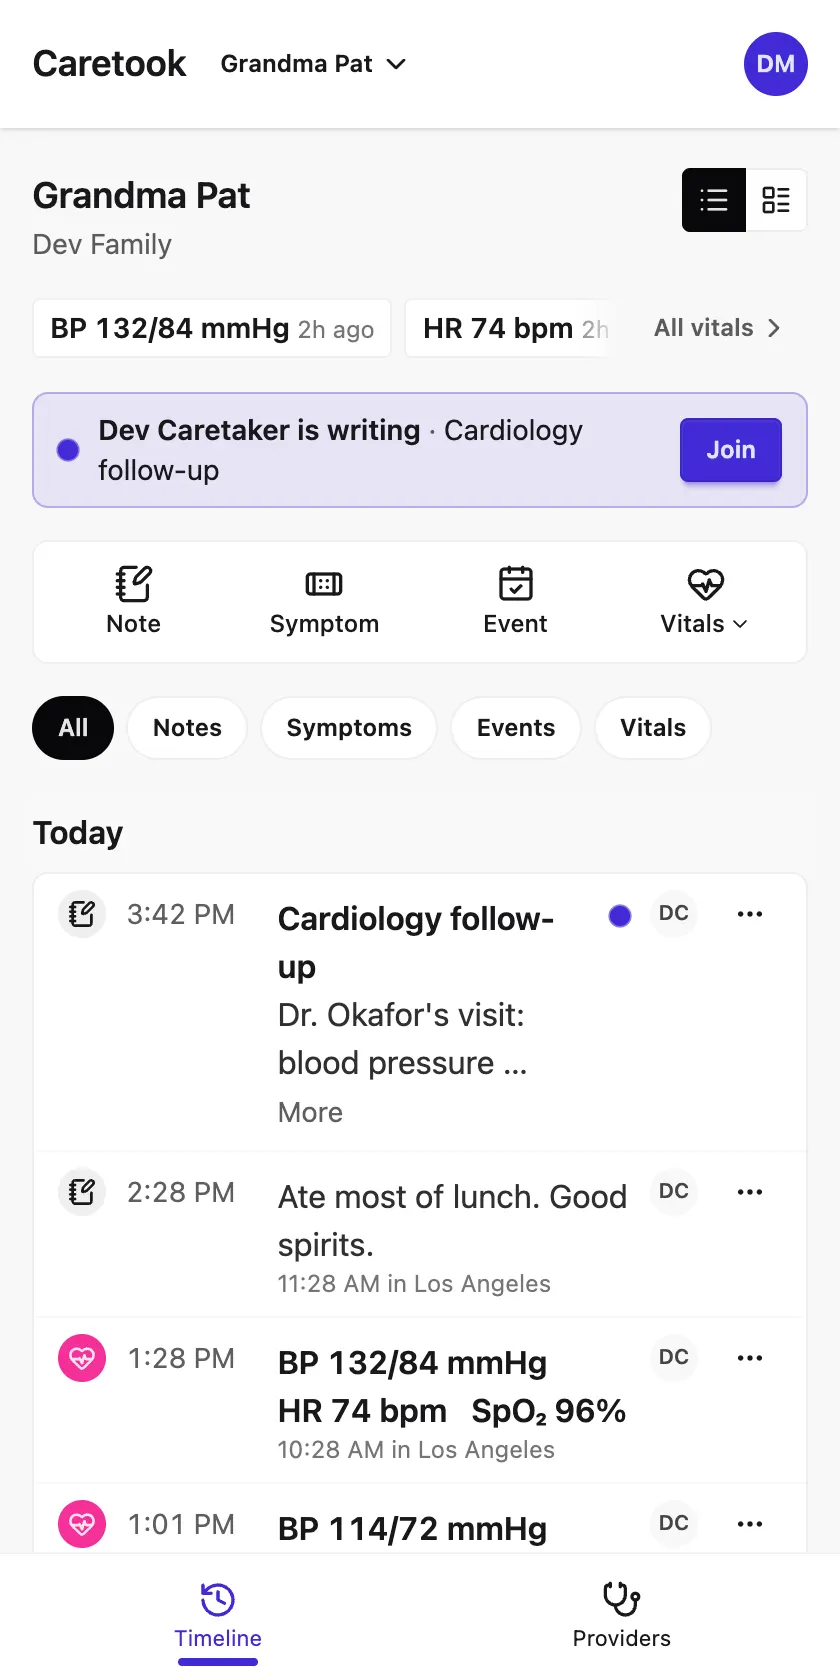 Caretook Grandma Pat DM
Grandma Pat
Dev Family
BP 132/84 mmHg 2h ago HR 74 bpm 2h All vitals
Dev Caretaker is writing · Cardiology
follow-up
Join
Note Symptom Event Vitals
All Notes Symptoms Events Vitals
Today
3:42 PM Cardiology follow- DC
up
Dr. Okafor's visit:
blood pressure ...
More
2:28 PM Ate most of lunch. Good DC
spirits.
11:28 AM in Los Angeles
1:28 PM BP 132/84 mmHg DC
HR 74 bpm SpO₂ 96%
10:28 AM in Los Angeles
1:01 PM BP 114/72 mmHg DC
Timeline Providers